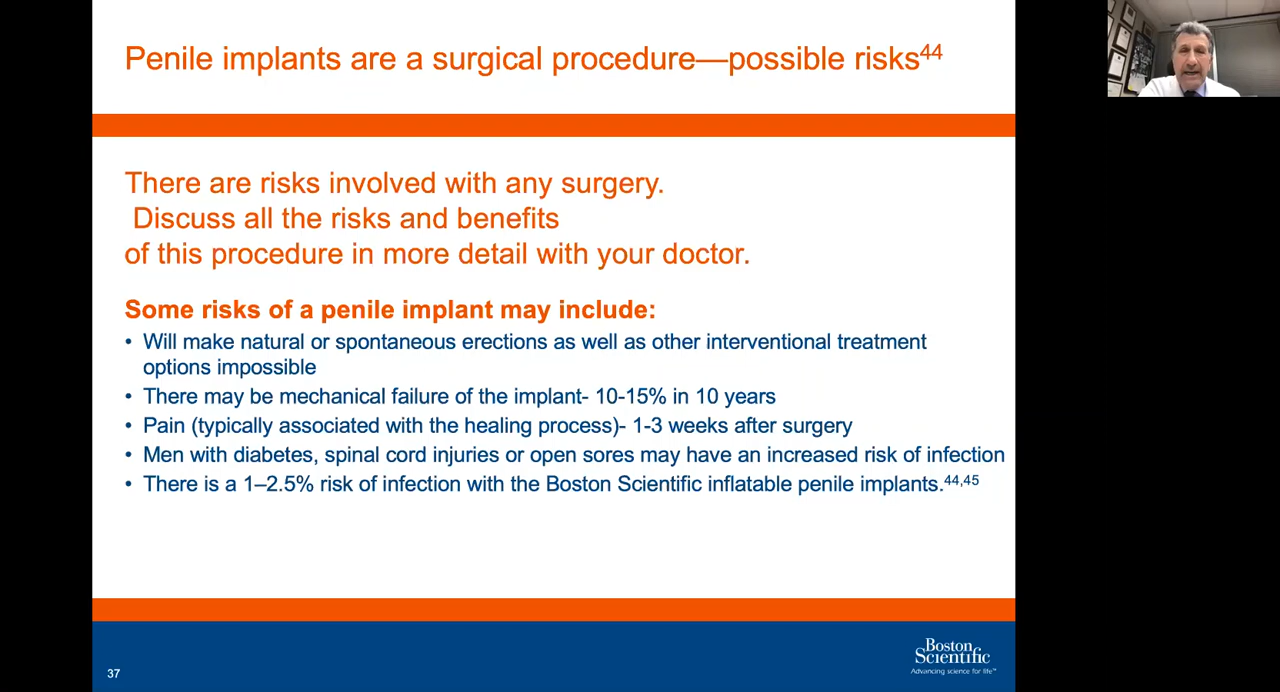 Penile implants are a surgical procedure—possible risks44
There are risks involved with any surgery.
Discuss all the risks and benefits
of this procedure in more detail with your doctor.
Some risks of a penile implant may include:
• Will make natural or spontaneous erections as well as other interventional treatment
options impossible
• There may be mechanical failure of the implant- 10-15% in 10 years
• Pain (typically associated with the healing process)- 1-3 weeks after surgery
• Men with diabetes, spinal cord injuries or open sores may have an increased risk of infection
• There is a 1–2.5% risk of infection with the Boston Scientific inflatable penile implants.44,45
37
Boston
Scientific
Advancing science for life™